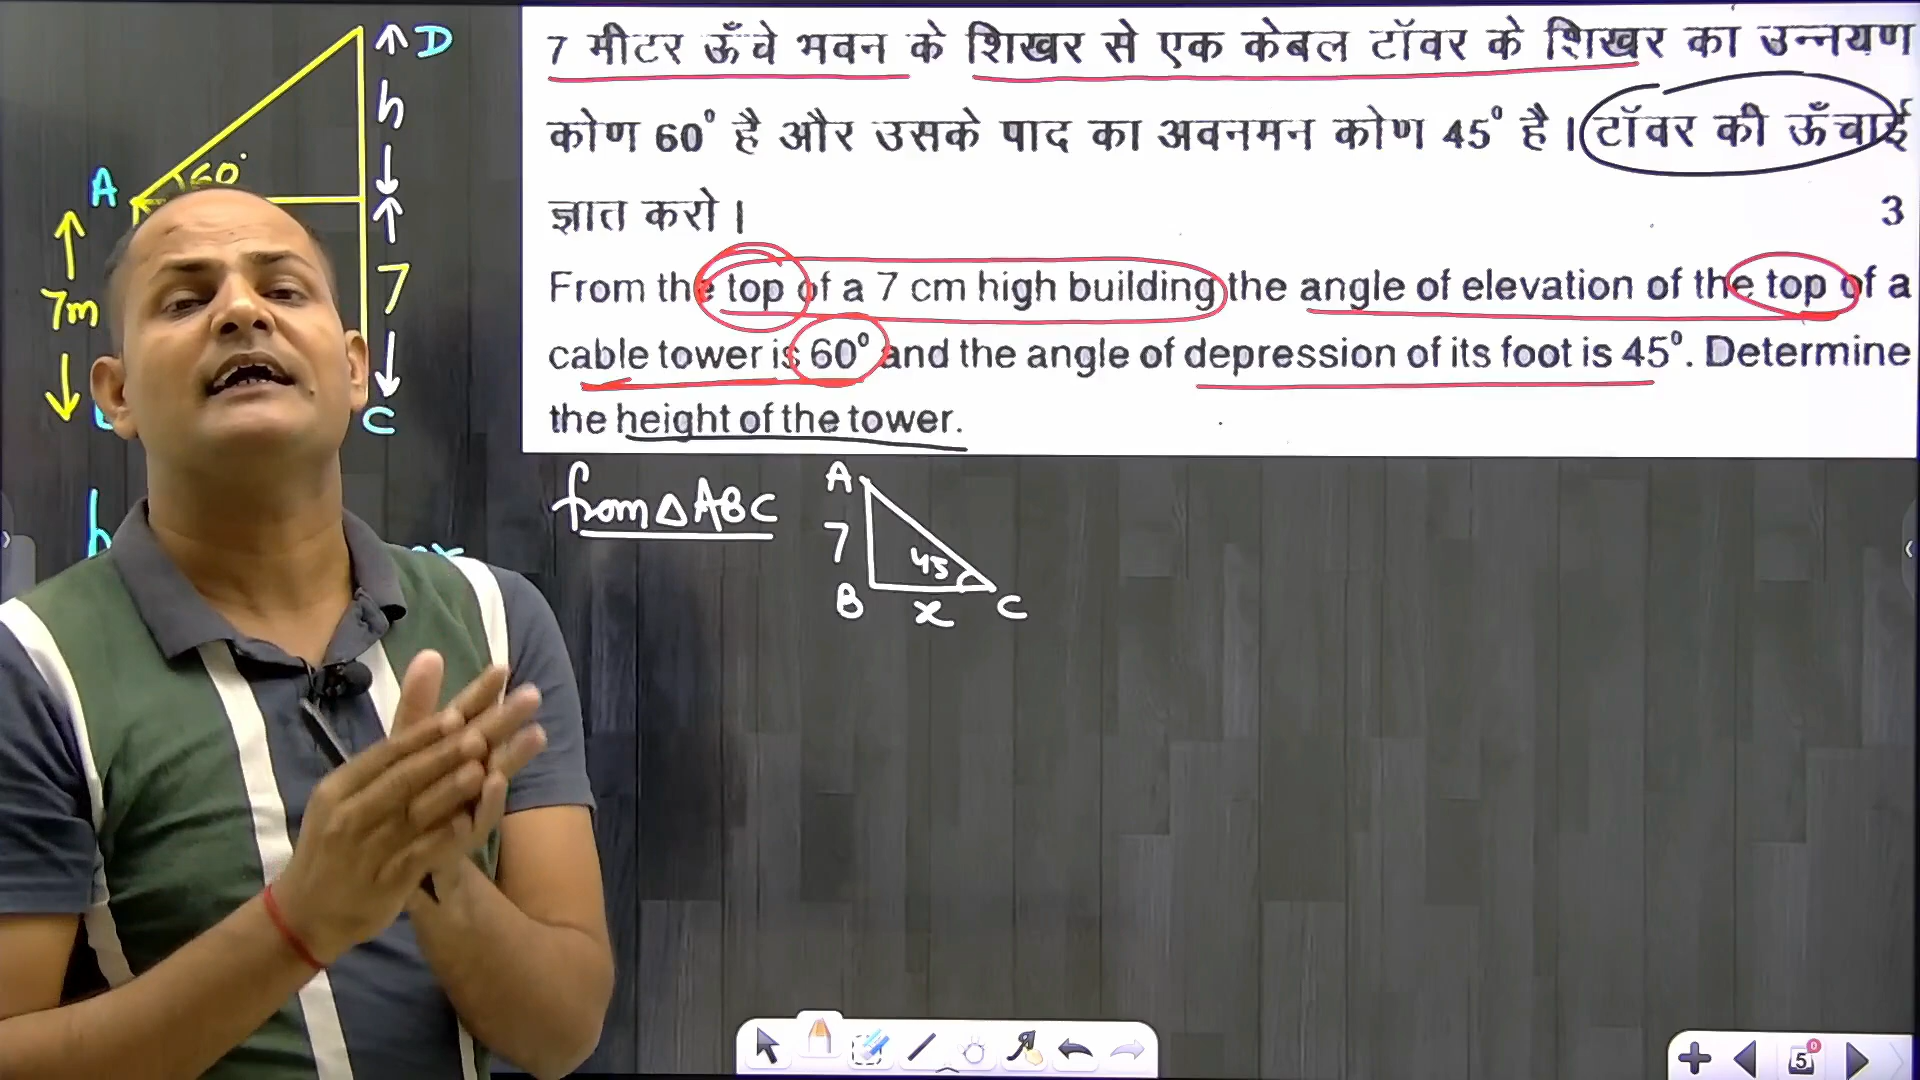 7 मीटर ऊँचे भवन के शिखर से एक केबल टॉवर के शिखर का उन्नयण
कोण 60° है और उसके पाद का अवनमन कोण 45° है। टॉवर की ऊँचाई
ज्ञात करो।
3
From the top of a 7 cm high building the angle of elevation of the top of a
cable tower is 60° and the angle of depression of its foot is 45°. Determine
the height of the tower.
D
h
60°
A
7
7m
C
h
from △ABC
A
7
45
B
x
C
5
0